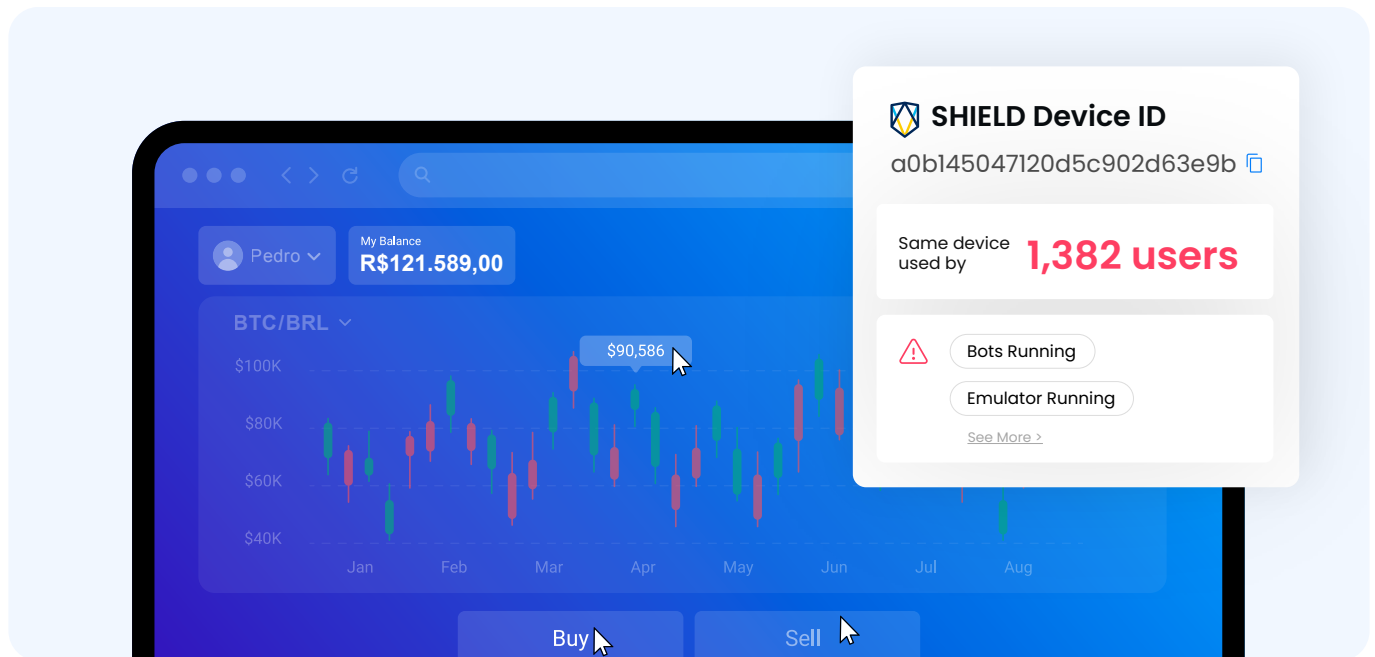 SHIELD Device ID
a0b145047120d5c902d63e9b
Same device
used by
1,382 users
Bots Running
Emulator Running
See More >
Pedro
My Balance
R$121.589,00
BTC/BRL
$90,586
$100K
$80K
$60K
$40K
Jan Feb Mar Apr May Jun Jul Aug
Buy
Sell